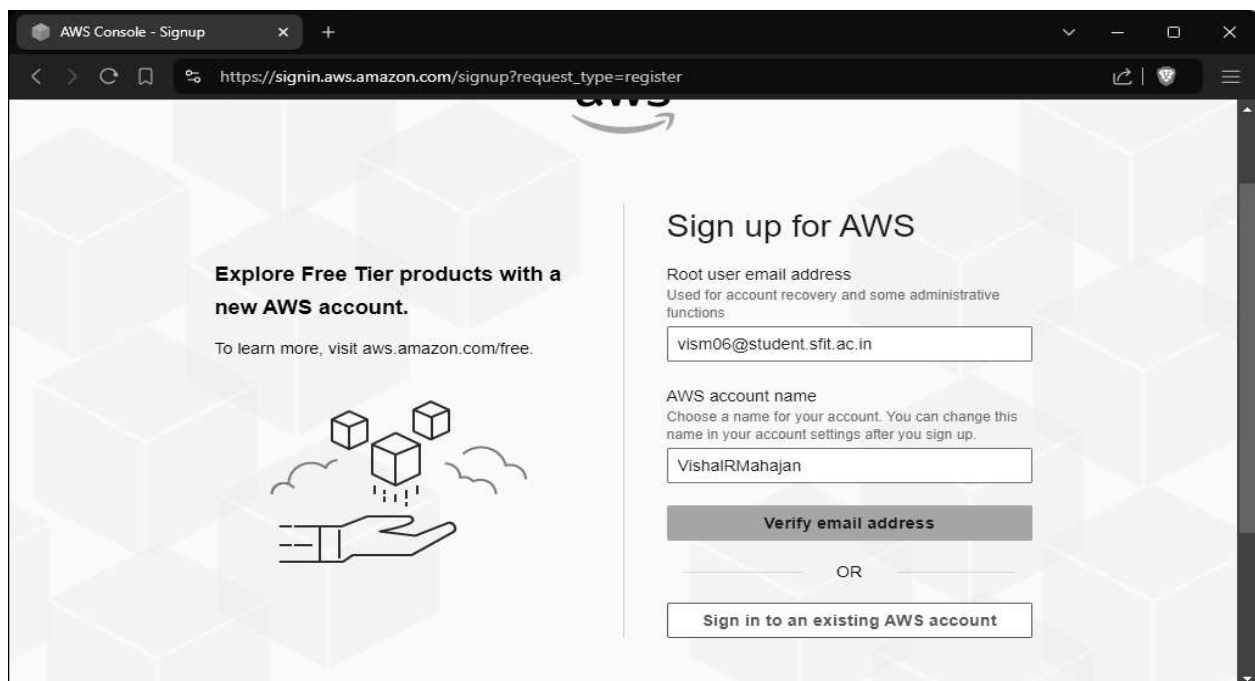 AWS Console - Signup
https://signin.aws.amazon.com/signup?request_type=register
aws
Explore Free Tier products with a
new AWS account.
To learn more, visit aws.amazon.com/free.
Sign up for AWS
Root user email address
Used for account recovery and some administrative
functions
vism06@student.sfit.ac.in
AWS account name
Choose a name for your account. You can change this
name in your account settings after you sign up.
VishalRMahajan
Verify email address
OR
Sign in to an existing AWS account